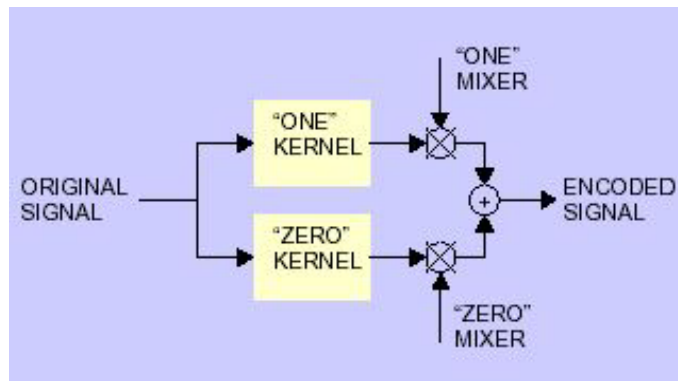 “ONE”
MIXER
“ONE”
KERNEL
ORIGINAL
SIGNAL
+
ENCODED
SIGNAL
“ZERO”
KERNEL
“ZERO”
MIXER